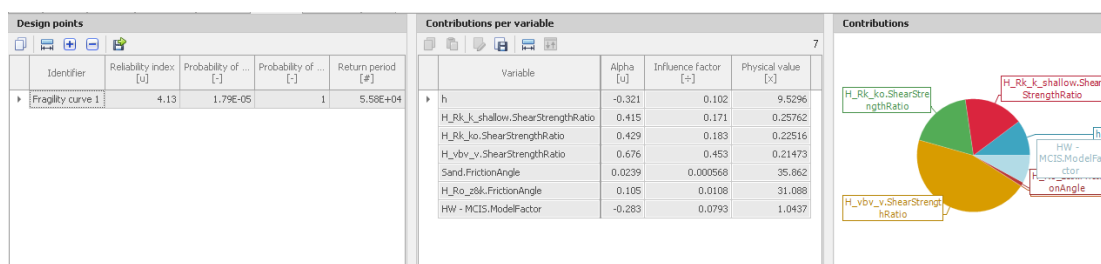 Design points
Identifier Reliability index [u] Probability of ... [-] Probability of ... [-] Return period [#]
Fragility curve 1 4.13 1.79E-05 1 5.58E+04
Contributions per variable
7
Variable Alpha [u] Influence factor [÷] Physical value [x]
h -0.321 0.102 9.5296
H_Rk_k_shallow.ShearStrengthRatio 0.415 0.171 0.25762
H_Rk_ko.ShearStrengthRatio 0.429 0.183 0.22516
H_vbv_v.ShearStrengthRatio 0.676 0.453 0.21473
Sand.FrictionAngle 0.0239 0.000568 35.862
H_Ro_z&k.FrictionAngle 0.105 0.0108 31.088
HW - MCIS.ModelFactor -0.283 0.0793 1.0437
Contributions
H_Rk_k_shallow.Shear
StrengthRatio
H_Rk_ko.ShearStre
ngthRatio
h
HW -
MCIS.ModelFa
ctor
onAngle
H_vbv_v.ShearStrengt
hRatio